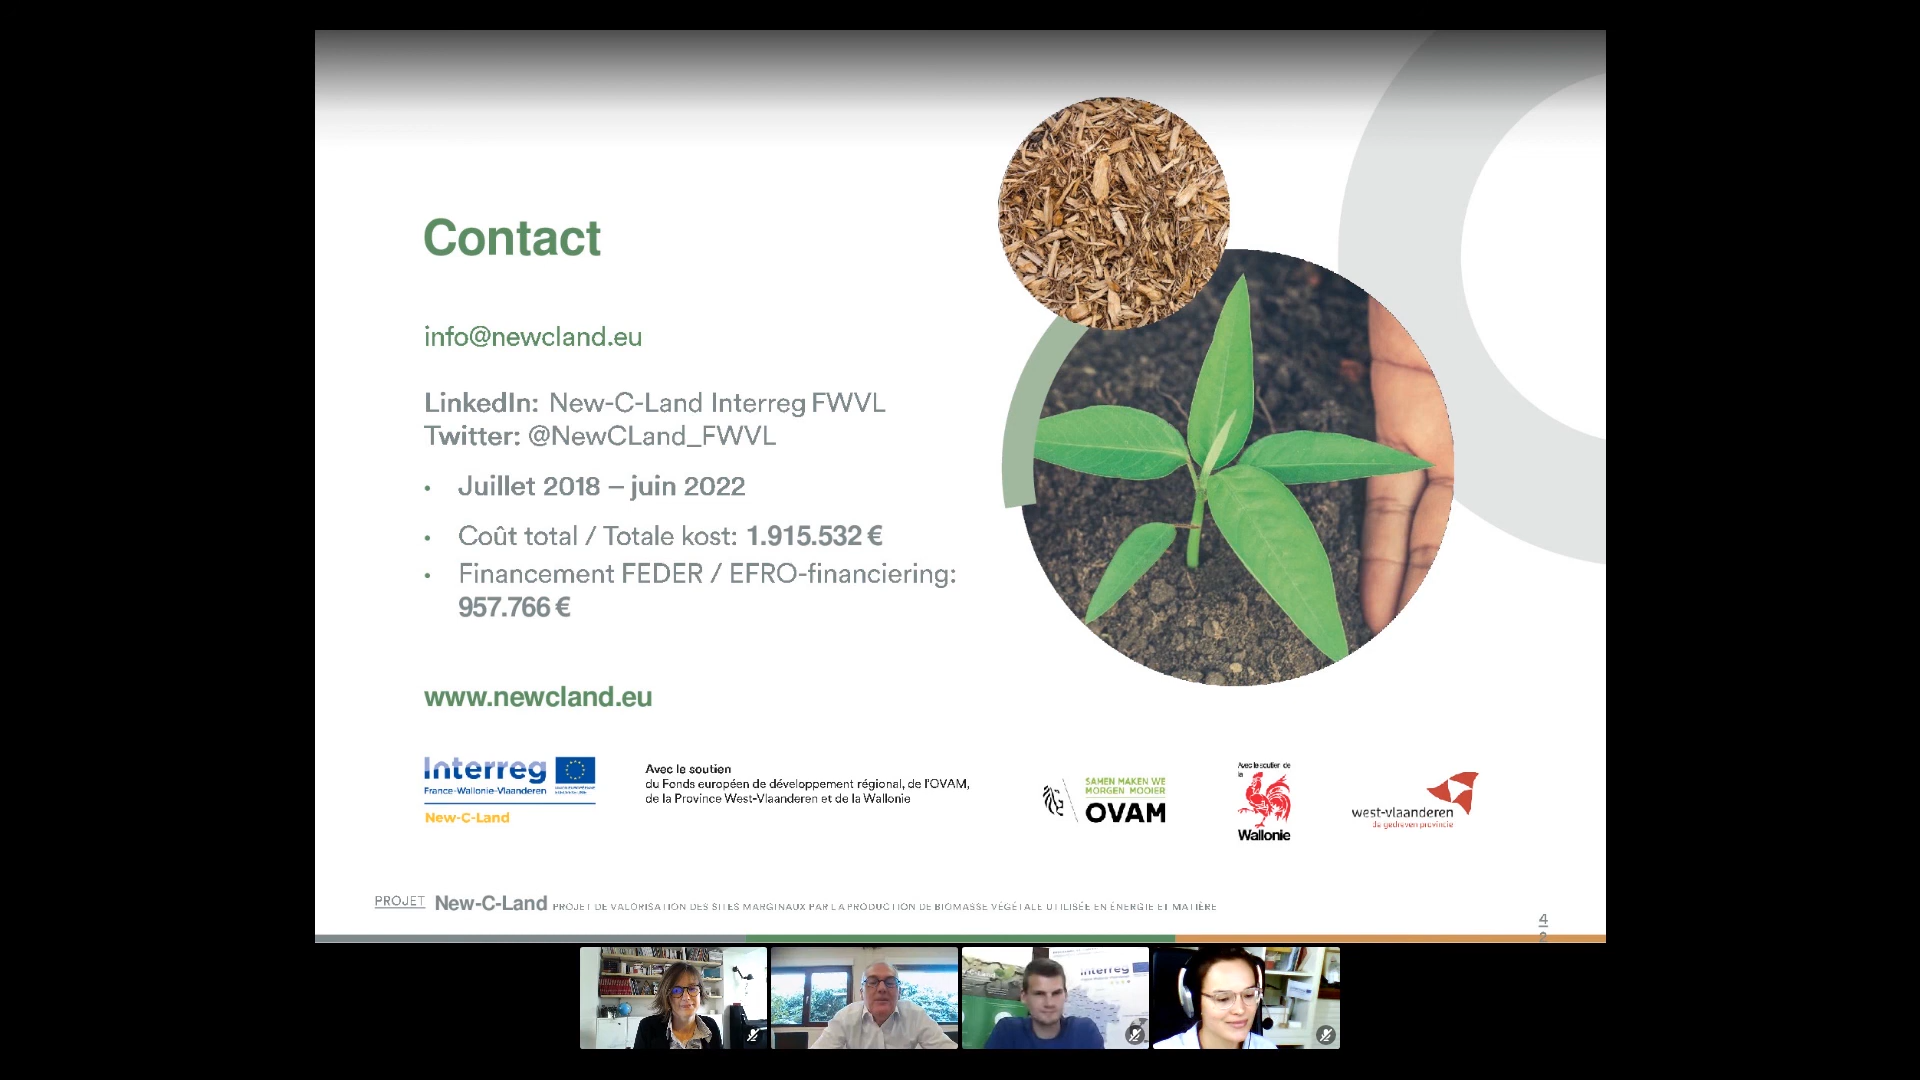 Contact
info@newcland.eu
LinkedIn: New-C-Land Interreg FWVL
Twitter: @NewCLand_FWVL
• Juillet 2018 – juin 2022
• Coût total / Totale kost: 1.915.532 €
• Financement FEDER / EFRO-financiering:
957.766 €
www.newcland.eu
Interreg
France-Wallonie-Vlaanderen
New-C-Land
Avec le soutien
du Fonds européen de développement régional, de l'OVAM,
de la Province West-Vlaanderen et de la Wallonie
SAMEN MAKEN WE
MORGEN MOOIER
OVAM
Avec le soutien de
la
Wallonie
west-vlaanderen
de gedreven provincie
PROJET New-C-Land PROJET DE VALORISATION DES SITES MARGINAUX PAR LA PRODUCTION DE BIOMASSE VÉGÉTALE UTILISÉE EN ÉNERGIE ET MATIÈRE
4
Interreg